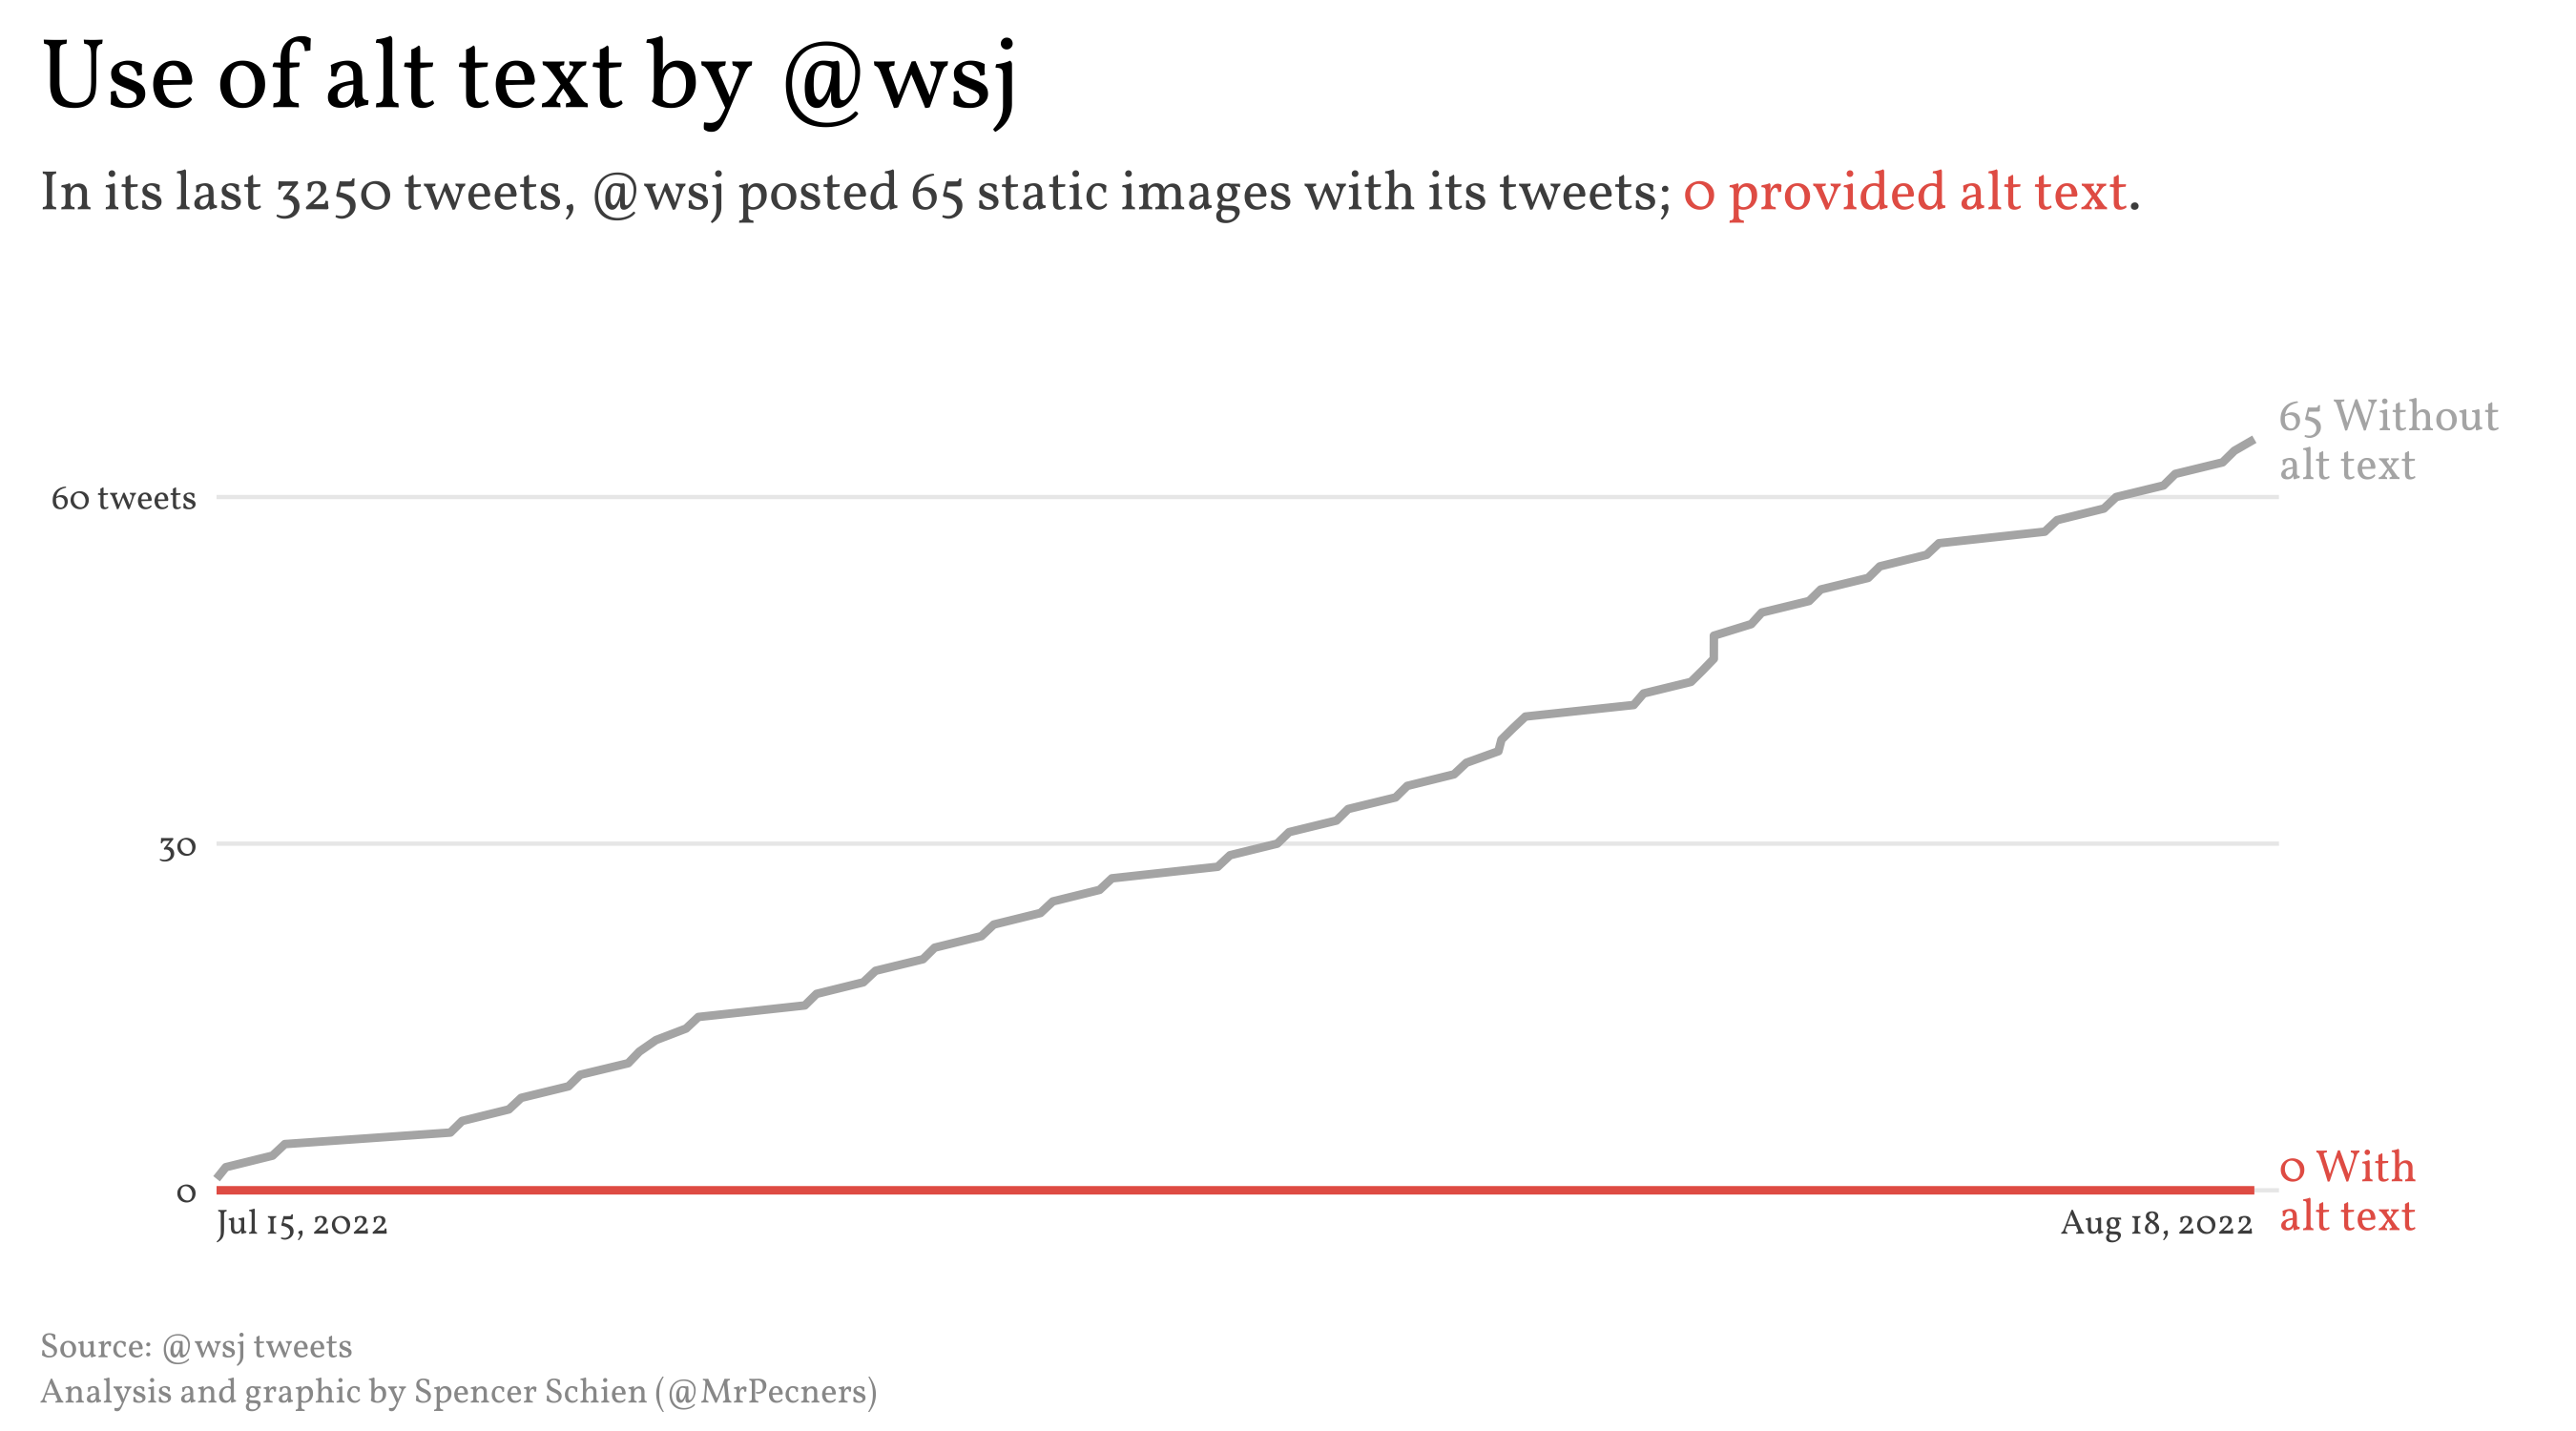 Use of alt text by @wsj
In its last 3250 tweets, @wsj posted 65 static images with its tweets; 0 provided alt text.
65 Without
alt text
60 tweets
30
0
0 With
alt text
Jul 15, 2022
Aug 18, 2022
Source: @wsj tweets
Analysis and graphic by Spencer Schien (@MrPecners)